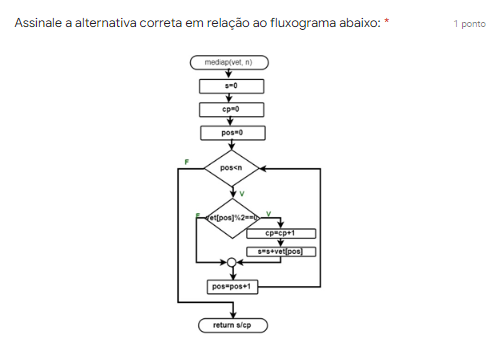 Assinale a alternativa correta em relação ao fluxograma abaixo: *
1 ponto
mediap(vet, n)
s=0
cp=0
pos=0
pos<n
F
V
vet[pos]%2==0
F
V
cp=cp+1
s=s+vet[pos]
pos=pos+1
return s/cp